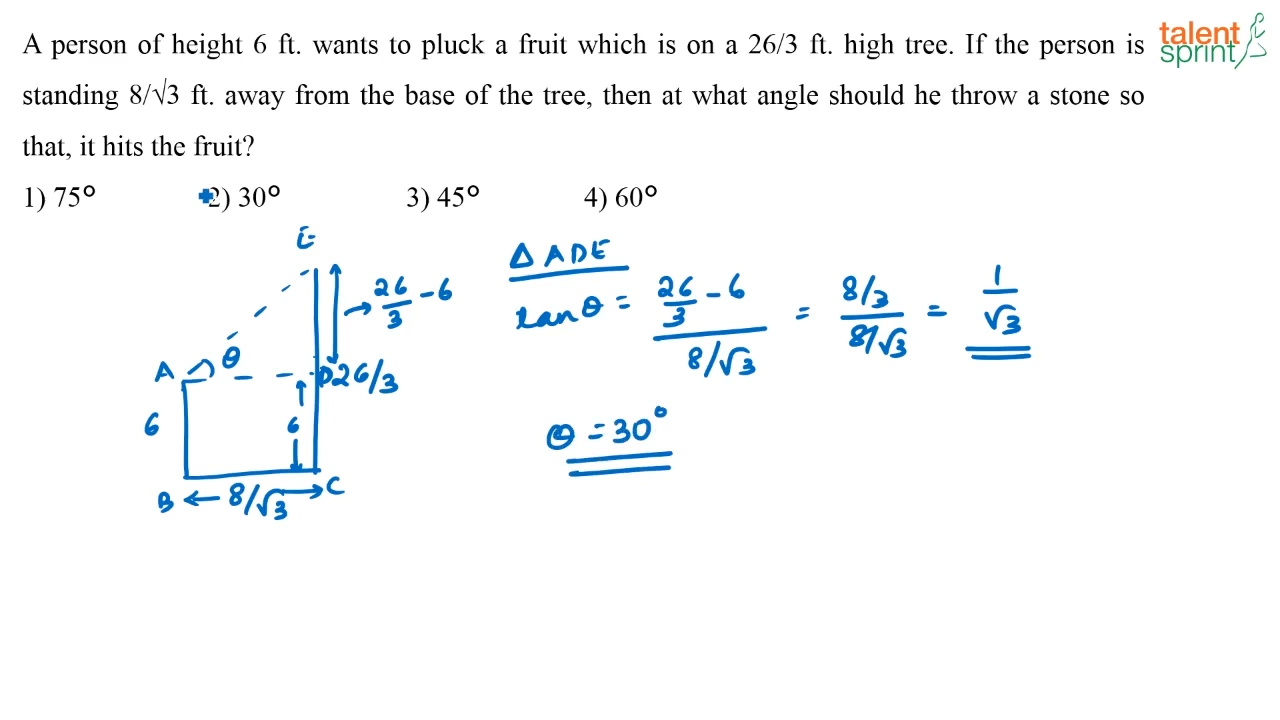 A person of height 6 ft. wants to pluck a fruit which is on a 26/3 ft. high tree. If the person is
talent
sprint
standing 8/√3 ft. away from the base of the tree, then at what angle should he throw a stone so
that, it hits the fruit?
1) 75° 2) 30° 3) 45° 4) 60°
E
26/3 - 6
A θ D 26/3
6 6
B 8/√3 C
Δ ADE
tan θ = (26/3 - 6)/(8/√3) = (8/3)/(8/√3) = 1/√3
θ = 30°